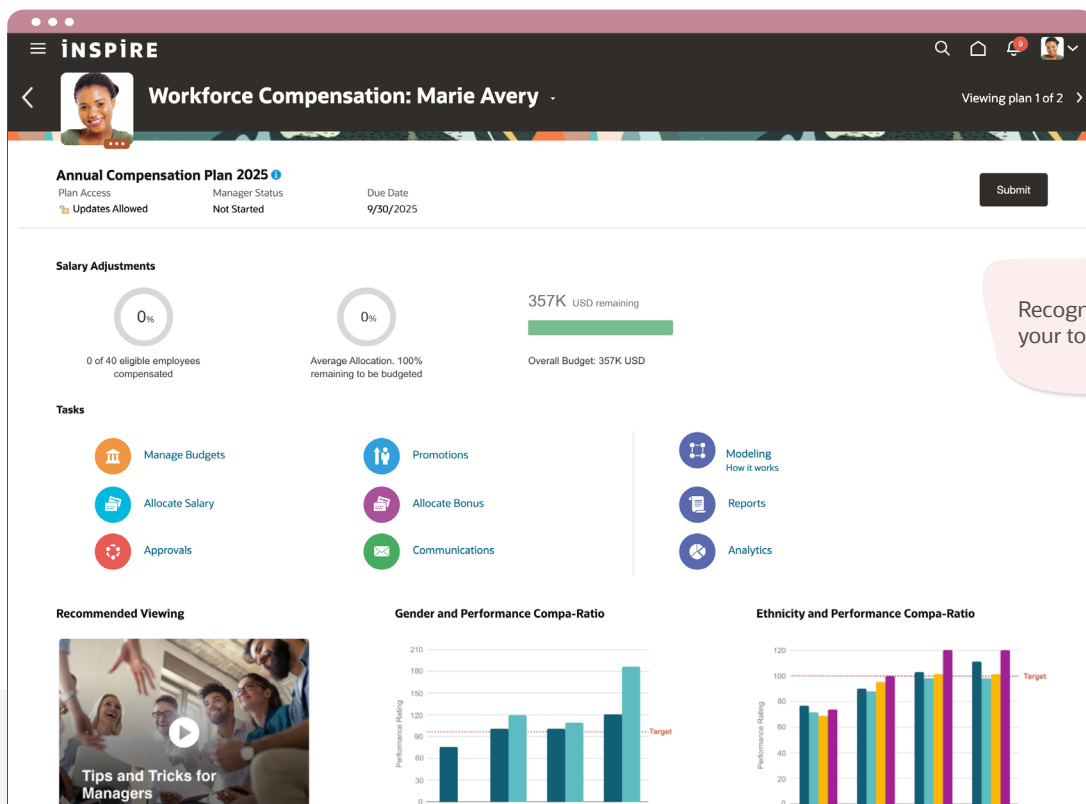 iNSPiRE
9
Workforce Compensation: Marie Avery
Viewing plan 1 of 2
Annual Compensation Plan 2025
Plan Access
Manager Status
Due Date
Updates Allowed
Not Started
9/30/2025
Submit
Salary Adjustments
0%
0%
357K USD remaining
0 of 40 eligible employees
compensated
Average Allocation. 100%
remaining to be budgeted
Overall Budget: 357K USD
Recogn
your to
Tasks
Manage Budgets
Promotions
Modeling
How it works
Allocate Salary
Allocate Bonus
Reports
Approvals
Communications
Analytics
Recommended Viewing
Gender and Performance Compa-Ratio
Ethnicity and Performance Compa-Ratio
Tips and Tricks for
Managers
Performance Rating
210
180
150
120
90
60
30
0
Target
Performance Rating
120
100
80
60
40
20
0
Target